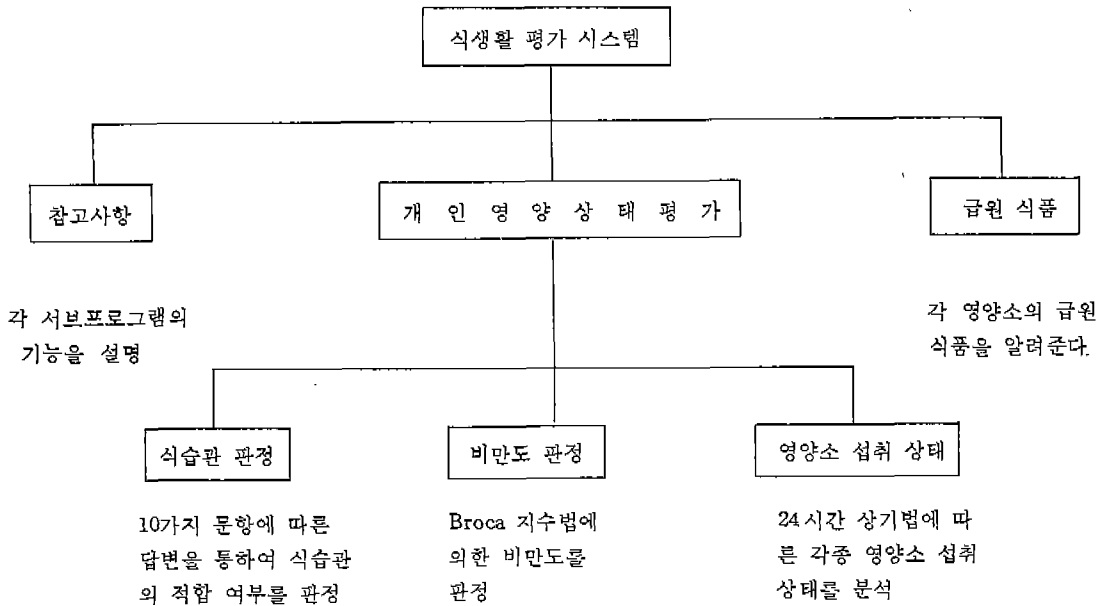 식생활 평가 시스템
참고사항
개 인 영 양 상 태 평 가
급원 식품
각 서브프로그램의
기능을 설명
각 영양소의 급원
식품을 알려준다.
식습관 판정
비만도 판정
영양소 섭취 상태
10가지 문항에 따른
답변을 통하여 식습관
의 적합 여부를 판정
Broca 지수법에
의한 비만도를
판정
24시간 상기법에 따
른 각종 영양소 섭취
상태를 분석